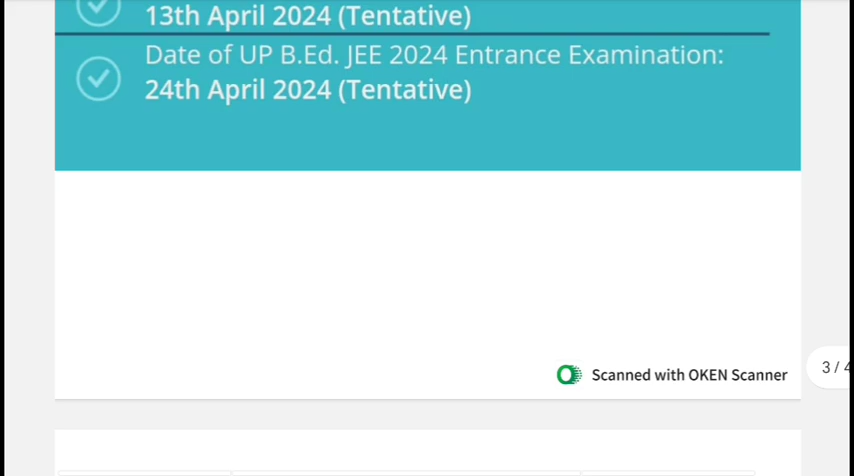 13th April 2024 (Tentative)
Date of UP B.Ed. JEE 2024 Entrance Examination:
24th April 2024 (Tentative)
Scanned with OKEN Scanner
3 / 4